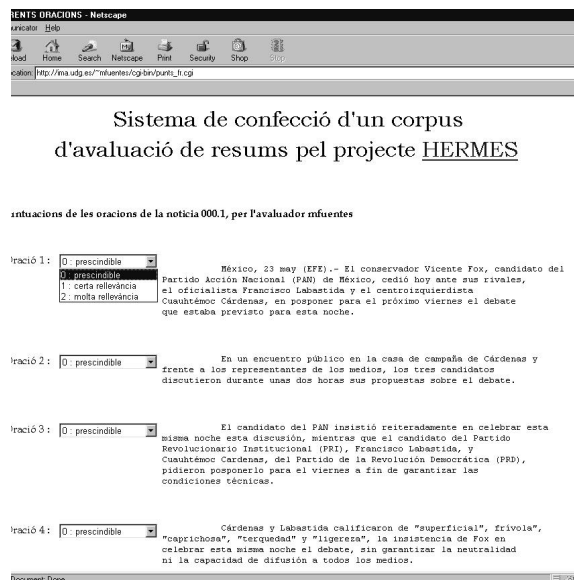 RENTS ORACIONS - Netscape
unicator Help
load Home Search Netscape Print Security Shop Stop
ocation: http://ima.udg.es/~mfuentes/cgi-bin/punts_fr.cgi
Sistema de confecció d'un corpus
d'avaluació de resums pel projecte HERMES
untuacions de les oracions de la noticia 000.1, per l'avaluador mfuentes
ració 1 : 0 : prescindible
0 : prescindible
1 : certa rellevància
2 : molta rellevància
México, 23 may (EFE).- El conservador Vicente Fox, candidato del
Partido Acción Nacional (PAN) de México, cedió hoy ante sus rivales,
el oficialista Francisco Labastida y el centroizquierdista
Cuauhtémoc Cárdenas, en posponer para el próximo viernes el debate
que estaba previsto para esta noche.
ració 2 : 0 : prescindible
En un encuentro público en la casa de campaña de Cárdenas y
frente a los representantes de los medios, los tres candidatos
discutieron durante unas dos horas sus propuestas sobre el debate.
ració 3 : 0 : prescindible
El candidato del PAN insistió reiteradamente en celebrar esta
misma noche esta discusión, mientras que el candidato del Partido
Revolucionario Institucional (PRI), Francisco Labastida, y
Cuauhtémoc Cardenas, del Partido de la Revolución Democrática (PRD),
pidieron posponerlo para el viernes a fin de garantizar las
condiciones técnicas.
ració 4 : 0 : prescindible
Cárdenas y Labastida calificaron de "superficial", frívola",
"caprichosa", "terquedad" y "ligereza", la insistencia de Fox en
celebrar esta misma noche el debate, sin garantizar la neutralidad
ni la capacidad de difusión a todos los medios.
Document: Done